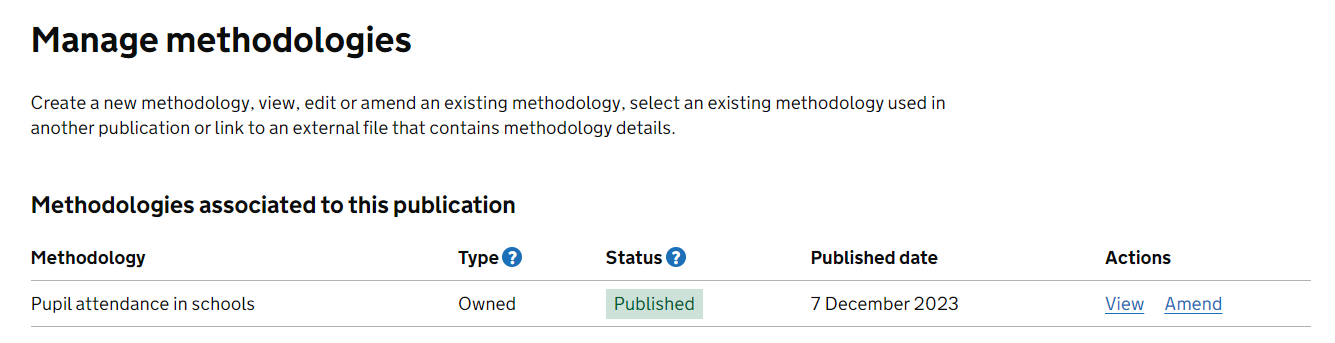 Manage methodologies
Create a new methodology, view, edit or amend an existing methodology, select an existing methodology used in
another publication or link to an external file that contains methodology details.
Methodologies associated to this publication
Methodology Type ? Status ? Published date Actions
Pupil attendance in schools Owned Published 7 December 2023 View Amend